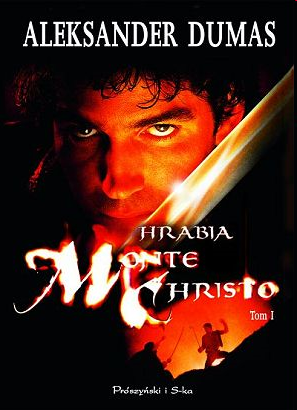 ALEKSANDER DUMAS
HRABIA
MONTE
CHRISTO
Tom I
Prószyński i S-ka